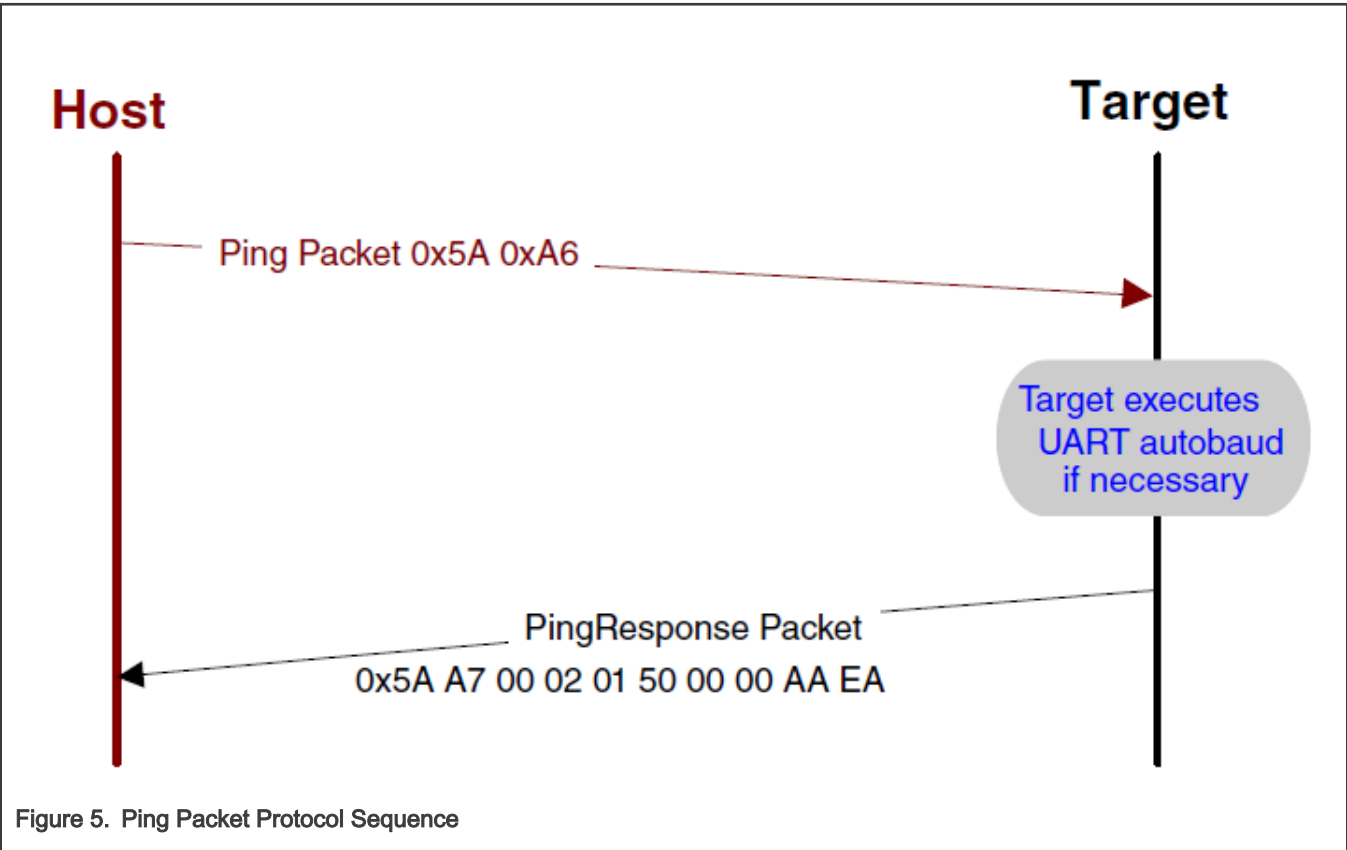 Host
Target
Ping Packet 0x5A 0xA6
Target executes
UART autobaud
if necessary
PingResponse Packet
0x5A A7 00 02 01 50 00 00 AA EA
Figure 5. Ping Packet Protocol Sequence